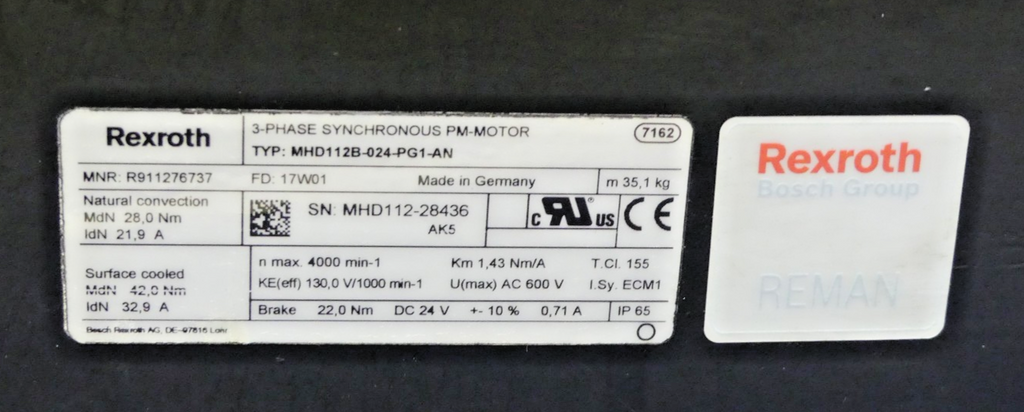 Rexroth
3-PHASE SYNCHRONOUS PM-MOTOR
7162
TYP: MHD112B-024-PG1-AN
MNR: R911276737
FD: 17W01
Made in Germany
m 35,1 kg
Natural convection
MdN 28,0 Nm
IdN 21,9 A
SN: MHD112-28436
AK5
c RU® US
CE
Surface cooled
MdN 42,0 Nm
IdN 32,9 A
n max. 4000 min-1
Km 1,43 Nm/A
T.Cl. 155
KE(eff) 130,0 V/1000 min-1
U(max) AC 600 V
I.Sy. ECM1
Brake 22,0 Nm DC 24 V +- 10 % 0,71 A
IP 65
Bosch Rexroth AG, DE-97816 Lohr
Rexroth
Bosch Group
REMAN